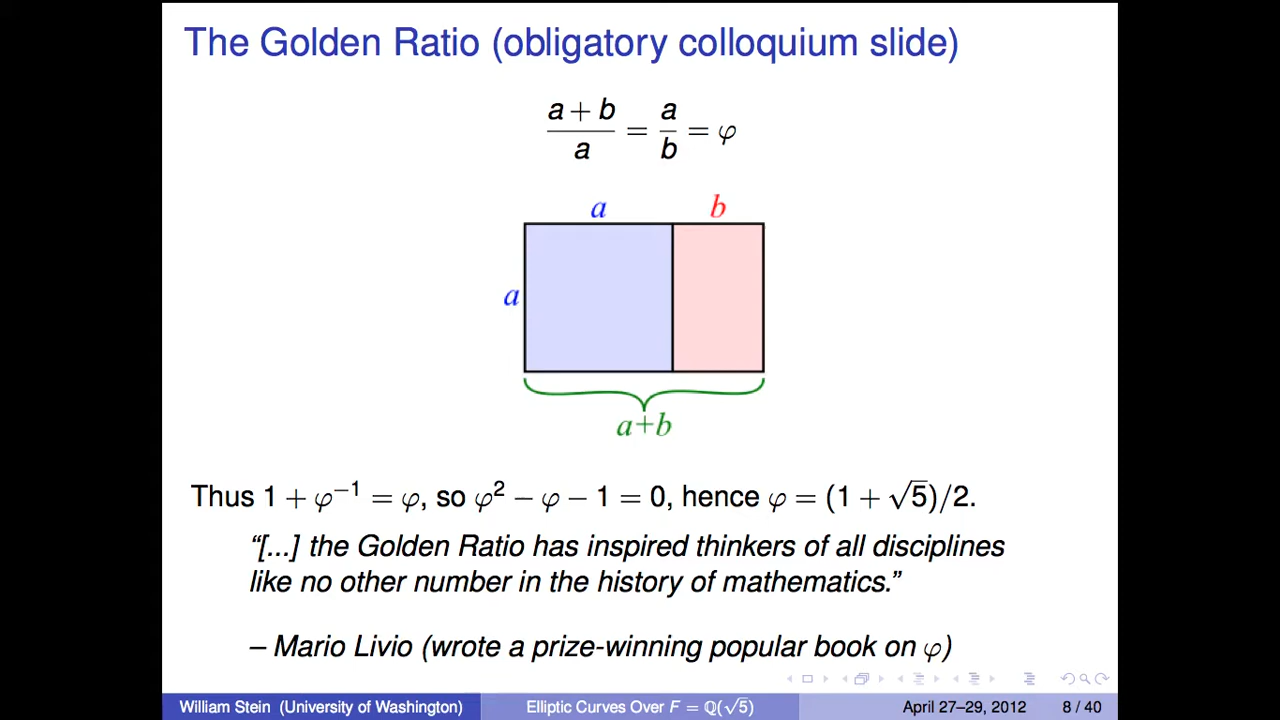 The Golden Ratio (obligatory colloquium slide)
(a + b)/a = a/b = φ
a b
a
a+b
Thus 1 + φ⁻¹ = φ, so φ² − φ − 1 = 0, hence φ = (1 + √5)/2.
“[...] the Golden Ratio has inspired thinkers of all disciplines
like no other number in the history of mathematics.”
– Mario Livio (wrote a prize-winning popular book on φ)
William Stein (University of Washington) Elliptic Curves Over F = ℚ(√5) April 27–29, 2012 8 / 40